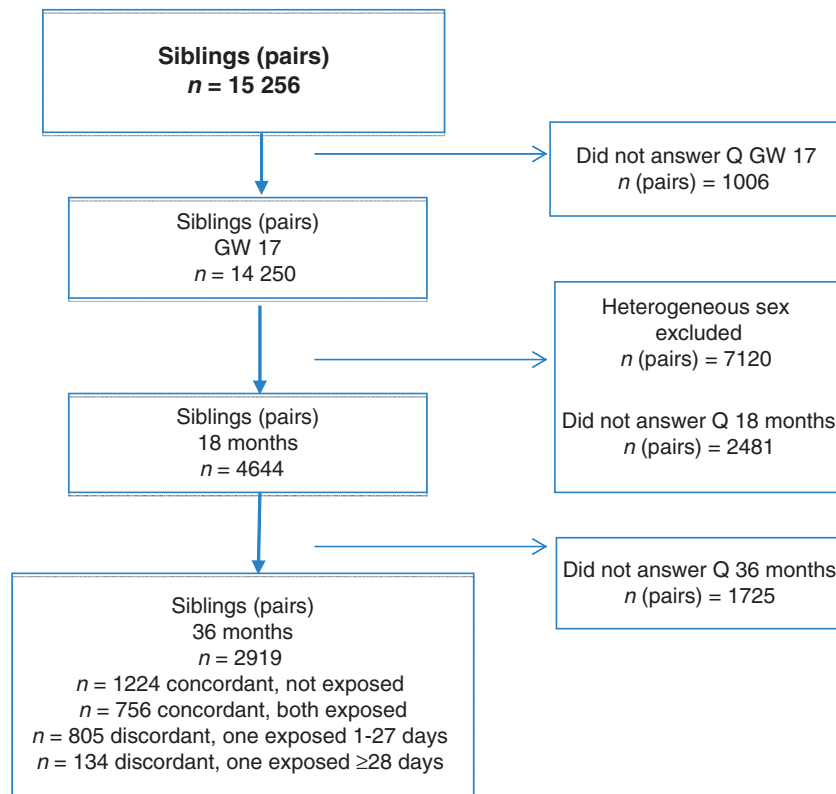 Siblings (pairs)
n = 15 256
Did not answer Q GW 17
n (pairs) = 1006
Siblings (pairs)
GW 17
n = 14 250
Heterogeneous sex
excluded
n (pairs) = 7120
Did not answer Q 18 months
n (pairs) = 2481
Siblings (pairs)
18 months
n = 4644
Did not answer Q 36 months
n (pairs) = 1725
Siblings (pairs)
36 months
n = 2919
n = 1224 concordant, not exposed
n = 756 concordant, both exposed
n = 805 discordant, one exposed 1-27 days
n = 134 discordant, one exposed ≥28 days